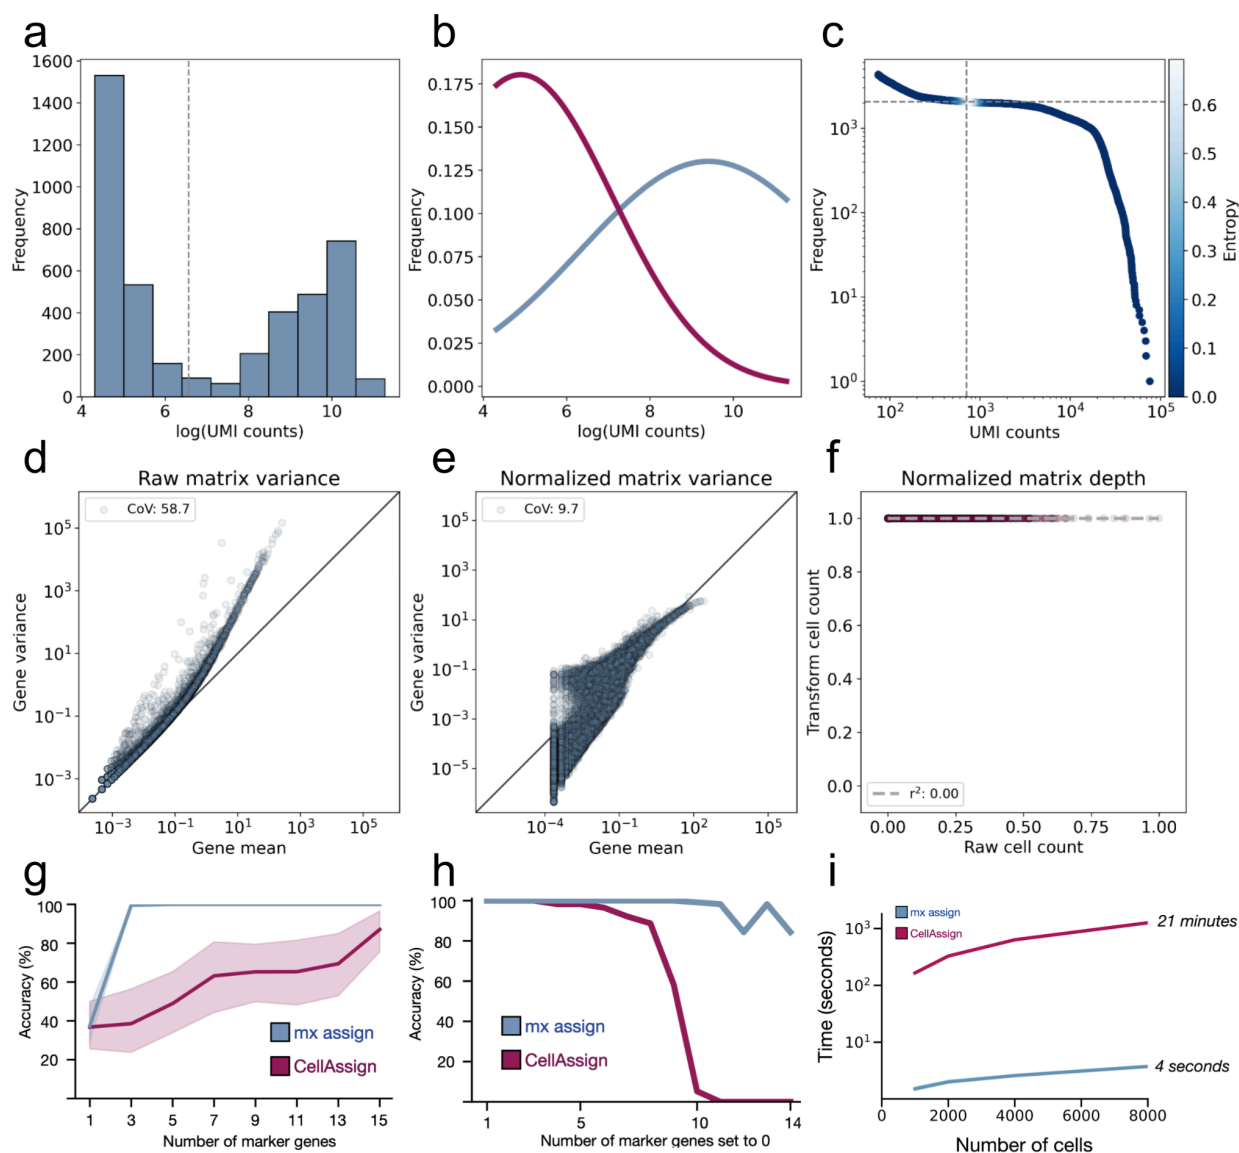 a
1600
1400
1200
1000
800
600
400
200
0
Frequency
4 6 8 10
log(UMI counts)
b
0.175
0.150
0.125
0.100
0.075
0.050
0.025
0.000
Frequency
4 6 8 10
log(UMI counts)
c
10³
10²
10¹
10⁰
Frequency
10² 10³ 10⁴ 10⁵
UMI counts
0.6
0.5
0.4
0.3
0.2
0.1
0.0
Entropy
d
Raw matrix variance
CoV: 58.7
10⁵
10³
10¹
10⁻¹
10⁻³
Gene variance
10⁻³ 10⁻¹ 10¹ 10³ 10⁵
Gene mean
e
Normalized matrix variance
CoV: 9.7
10⁵
10³
10¹
10⁻¹
10⁻³
10⁻⁵
Gene variance
10⁻⁴ 10⁻¹ 10² 10⁵
Gene mean
f
Normalized matrix depth
1.0
0.8
0.6
0.4
0.2
0.0
Transform cell count
r²: 0.00
0.00 0.25 0.50 0.75 1.00
Raw cell count
g
100
80
60
40
20
Accuracy (%)
mx assign
CellAssign
1 3 5 7 9 11 13 15
Number of marker genes
h
100
80
60
40
20
Accuracy (%)
mx assign
CellAssign
1 5 10 14
Number of marker genes set to 0
i
mx assign
CellAssign
21 minutes
4 seconds
10³
10²
10¹
Time (seconds)
0 2000 4000 6000 8000
Number of cells